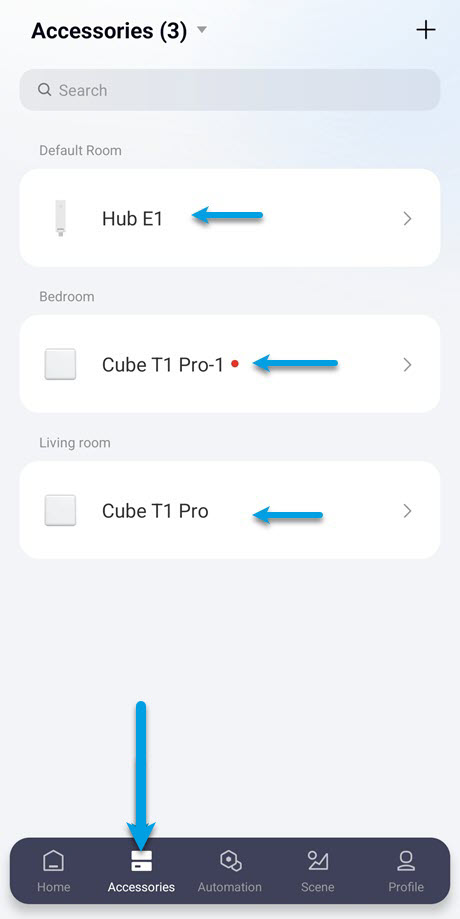 Accessories (3)
Search
Default Room
Hub E1
Bedroom
Cube T1 Pro-1
Living room
Cube T1 Pro
Home Accessories Automation Scene Profile